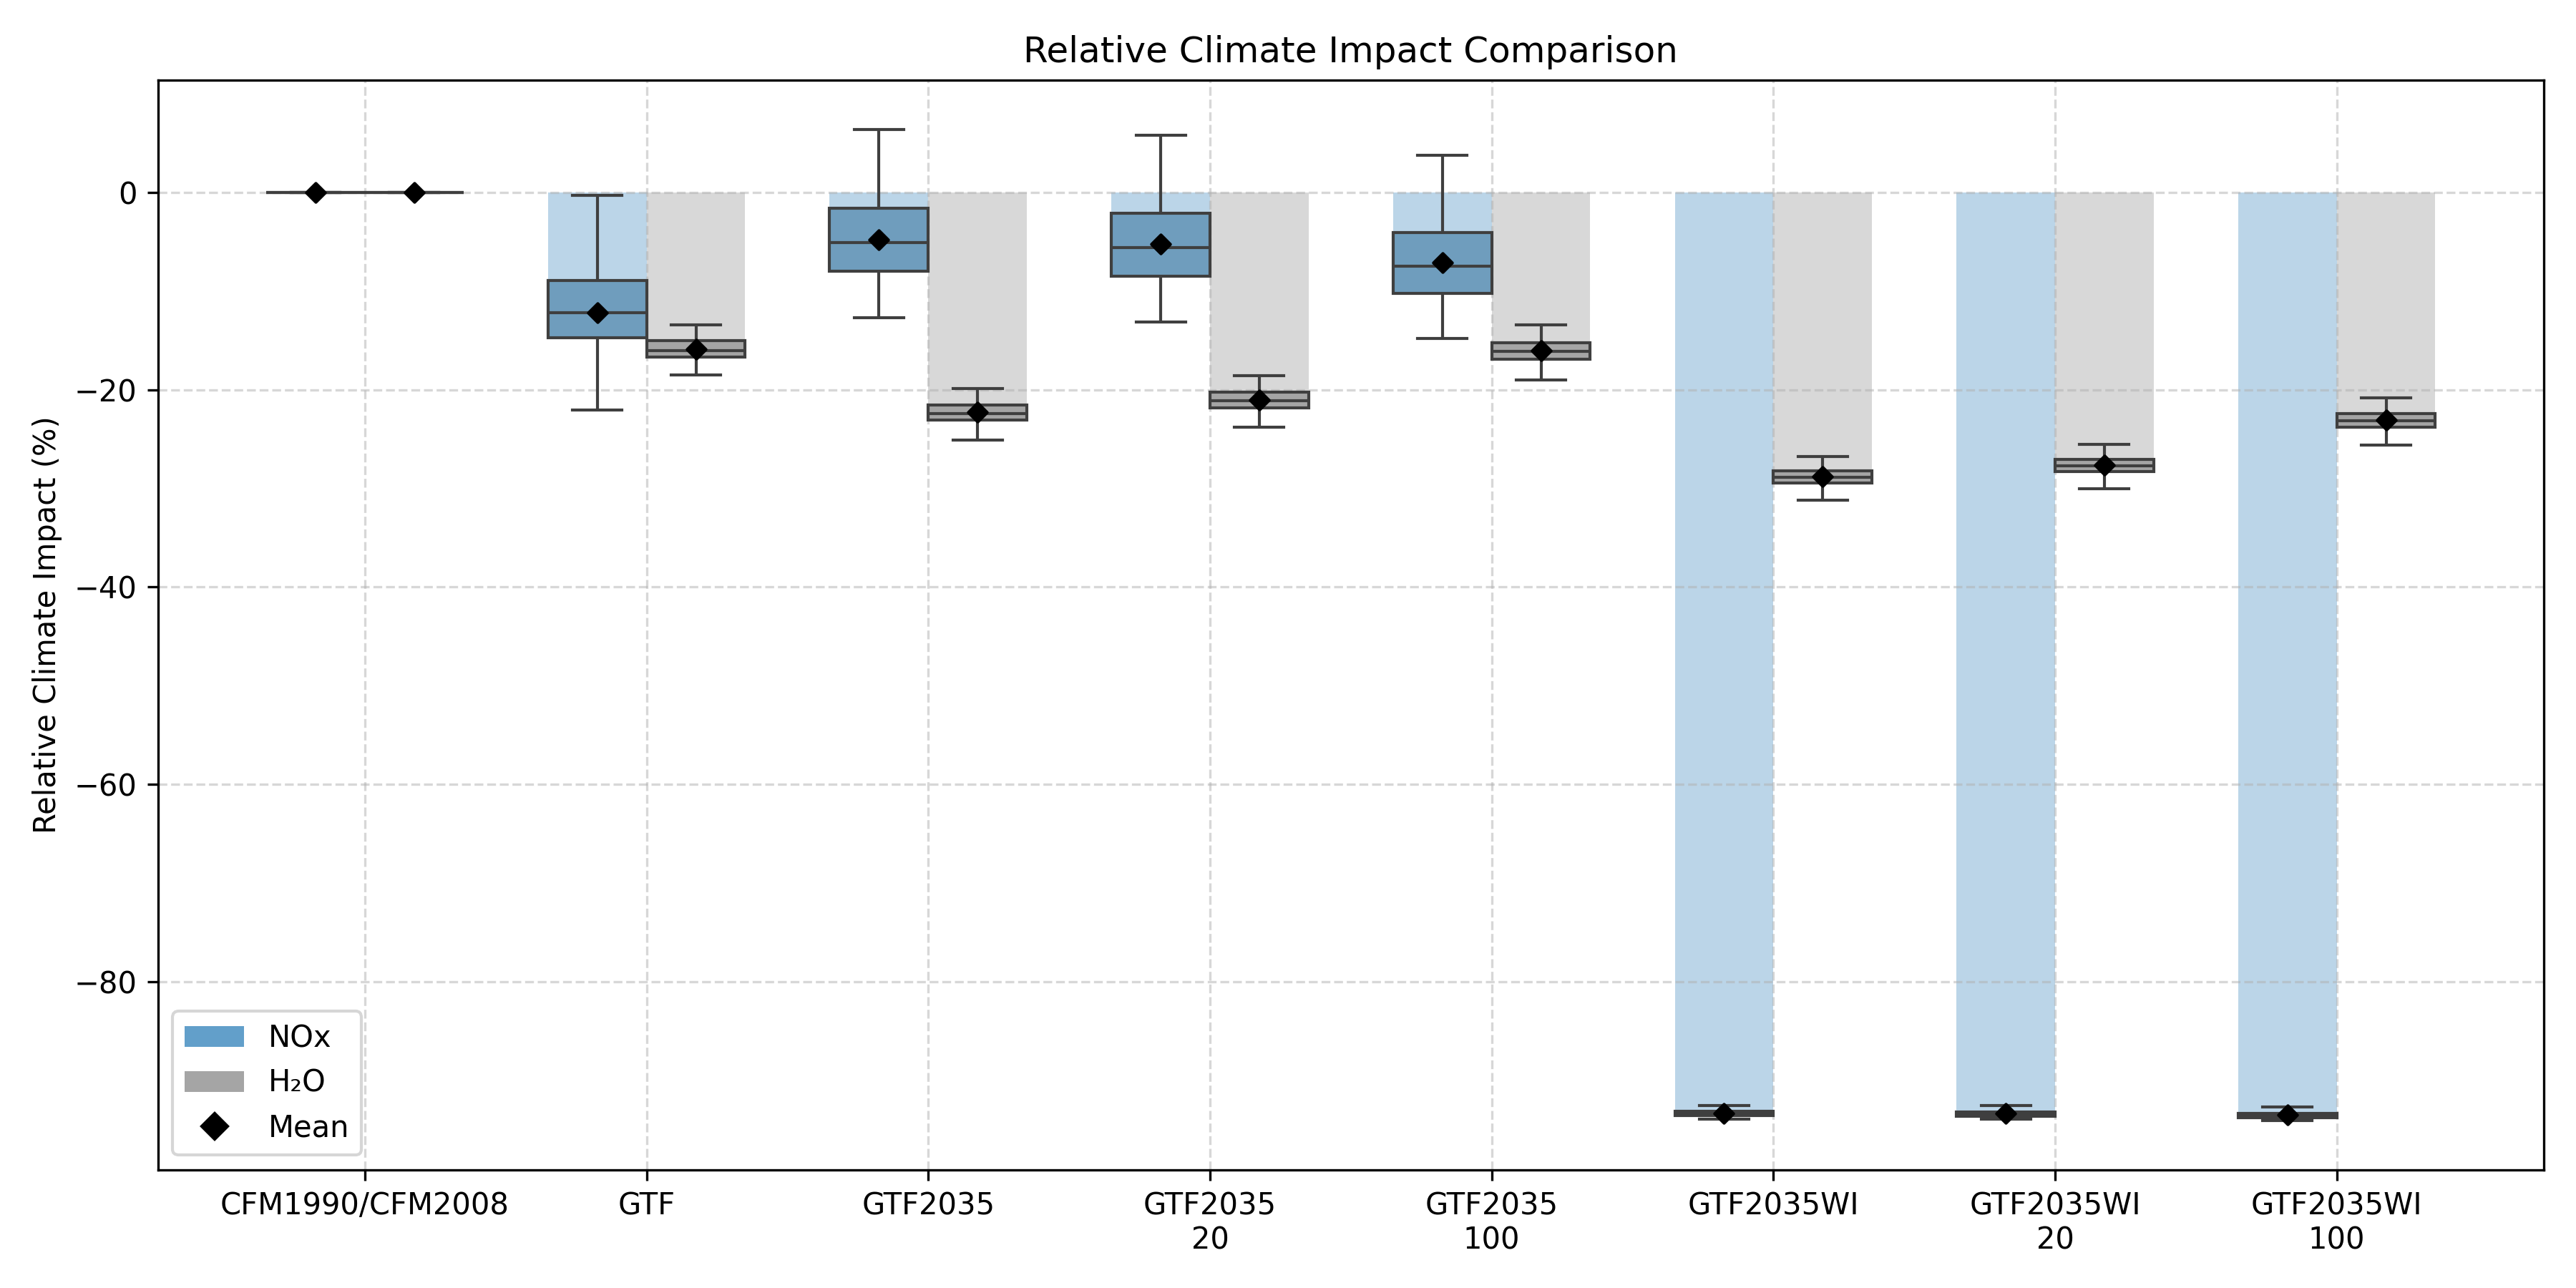 Relative Climate Impact Comparison
Relative Climate Impact (%)
0
−20
−40
−60
−80
NOx
H₂O
Mean
CFM1990/CFM2008
GTF
GTF2035
GTF2035
20
GTF2035
100
GTF2035WI
GTF2035WI
20
GTF2035WI
100